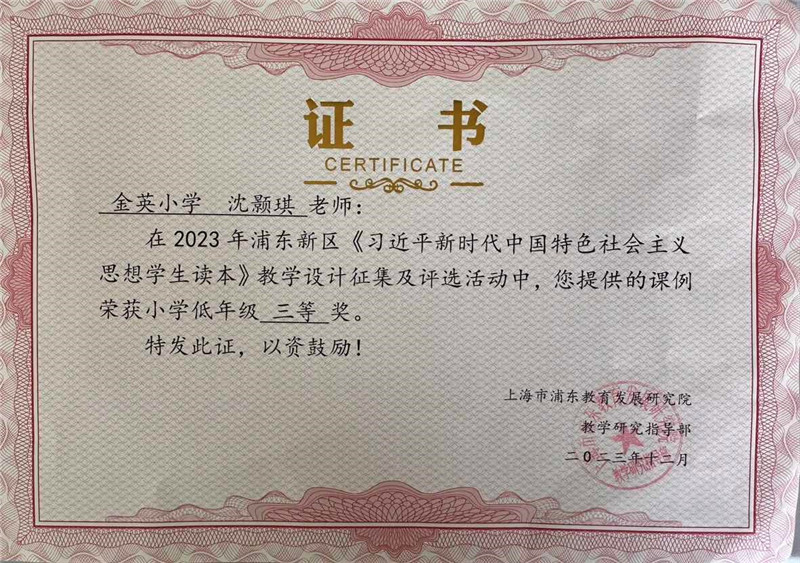 证 书
CERTIFICATE
金英小学 沈颢琪 老师：
在2023年浦东新区《习近平新时代中国特色社会主义
思想学生读本》教学设计征集及评选活动中，您提供的课例
荣获小学低年级 三等 奖。
特发此证，以资鼓励！
上海市浦东教育发展研究院
教学研究指导部
二〇二三年十二月